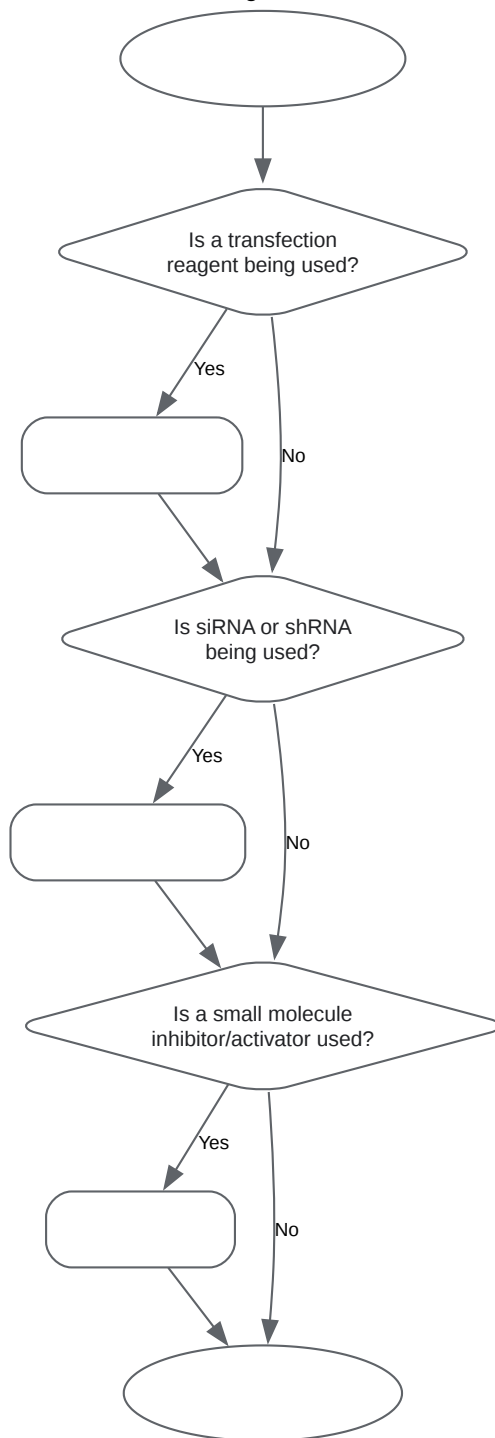 Is a transfection
reagent being used?
Yes
No
Is siRNA or shRNA
being used?
Yes
No
Is a small molecule
inhibitor/activator used?
Yes
No